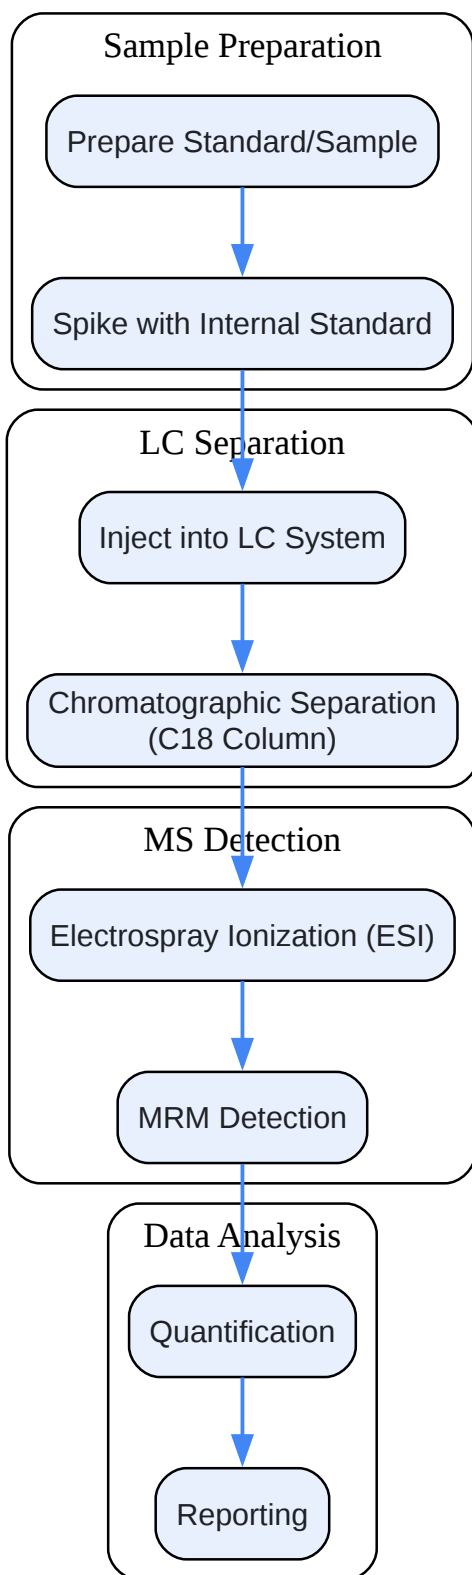 Sample Preparation
Prepare Standard/Sample
Spike with Internal Standard
LC Separation
Inject into LC System
Chromatographic Separation
(C18 Column)
MS Detection
Electrospray Ionization (ESI)
MRM Detection
Data Analysis
Quantification
Reporting